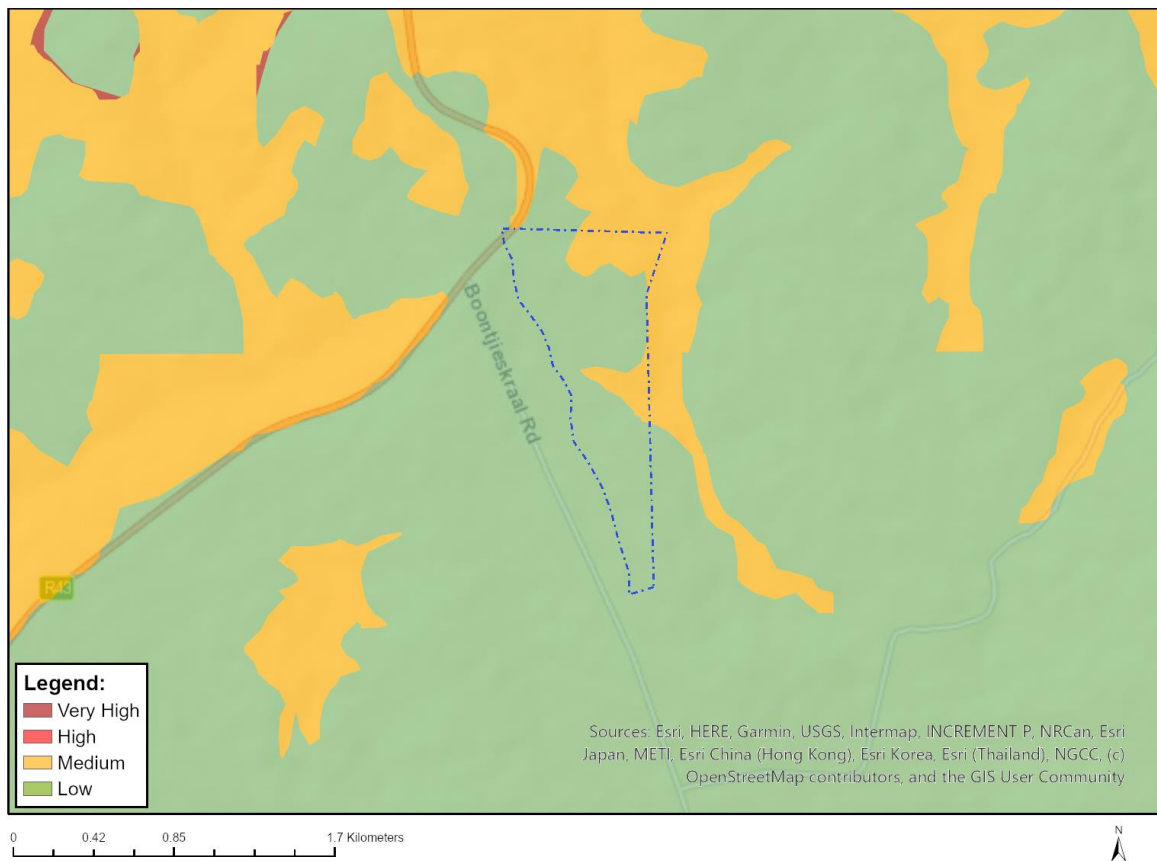 Boontjieskraal Rd
R43
Legend:
Very High
High
Medium
Low
Sources: Esri, HERE, Garmin, USGS, Intermap, INCREMENT P, NRCan, Esri
Japan, METI, Esri China (Hong Kong), Esri Korea, Esri (Thailand), NGCC, (c)
OpenStreetMap contributors, and the GIS User Community
0 0.42 0.85 1.7 Kilometers
N